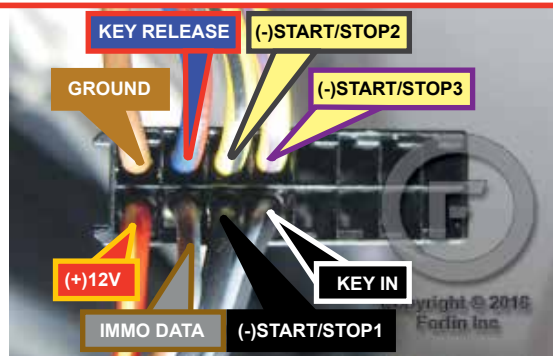 KEY RELEASE (-)START/STOP2
GROUND (-)START/STOP3
(+)12V KEY IN
IMMO DATA (-)START/STOP1
Copyright © 2016
Fortin Inc